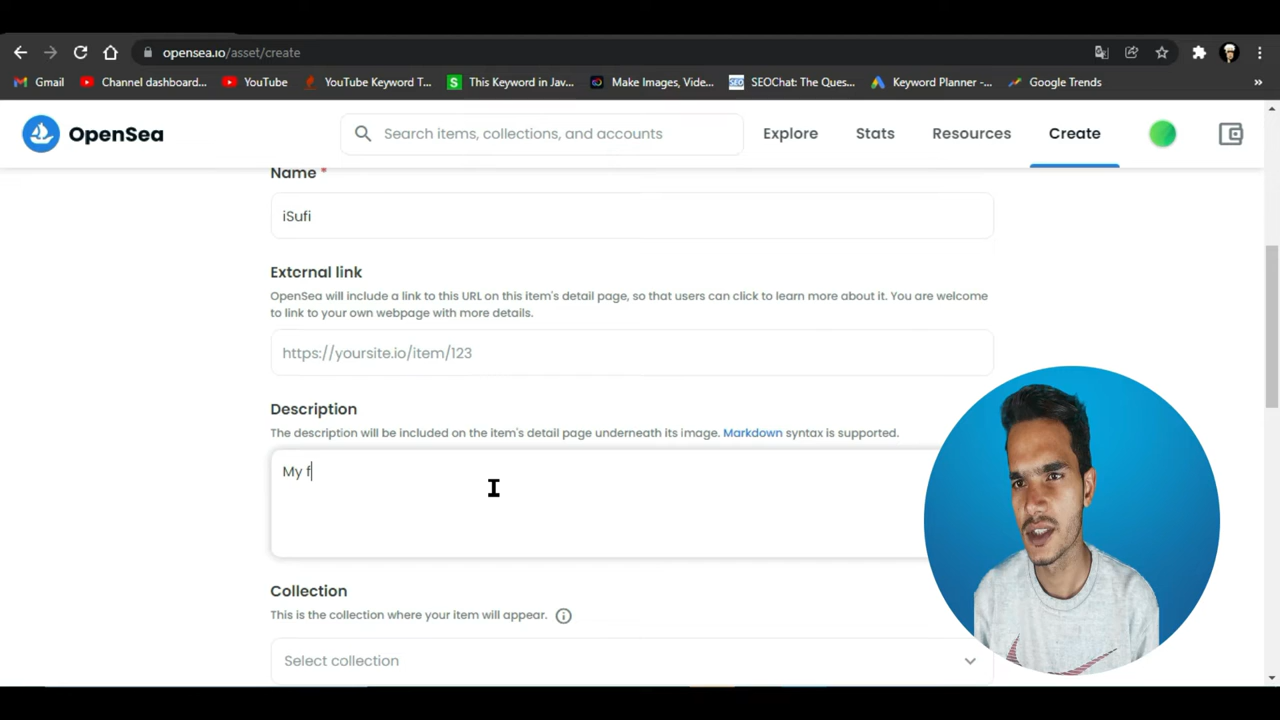 opensea.io/asset/create
Gmail
Channel dashboard...
YouTube
YouTube Keyword T...
S
This Keyword in Jav...
Make Images, Vide...
SEO
SEOChat: The Ques...
Keyword Planner -...
Google Trends
»
OpenSea
Search items, collections, and accounts
Explore
Stats
Resources
Create
Name *
iSufi
External link
OpenSea will include a link to this URL on this item's detail page, so that users can click to learn more about it. You are welcome
to link to your own webpage with more details.
https://yoursite.io/item/123
Description
The description will be included on the item's detail page underneath its image. Markdown syntax is supported.
My f
Collection
This is the collection where your item will appear.
Select collection